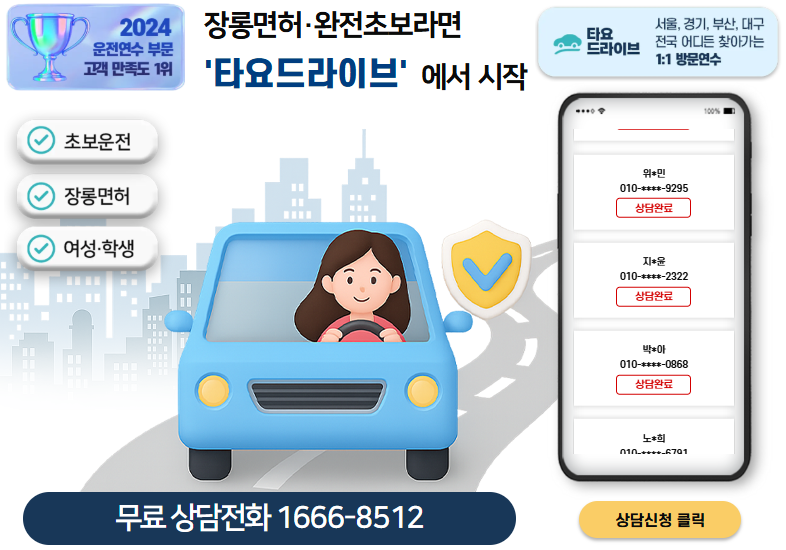 2024
운전연수 부문
고객 만족도 1위
장롱면허·완전초보라면
'타요드라이브' 에서 시작
타요
드라이브
서울, 경기, 부산, 대구
전국 어디든 찾아가는
1:1 방문연수
초보운전
장롱면허
여성·학생
100%
위*민
010-****-9295
상담완료
지*윤
010-****-2322
상담완료
박*아
010-****-0868
상담완료
노*희
010-****-6791
무료 상담전화 1666-8512
상담신청 클릭